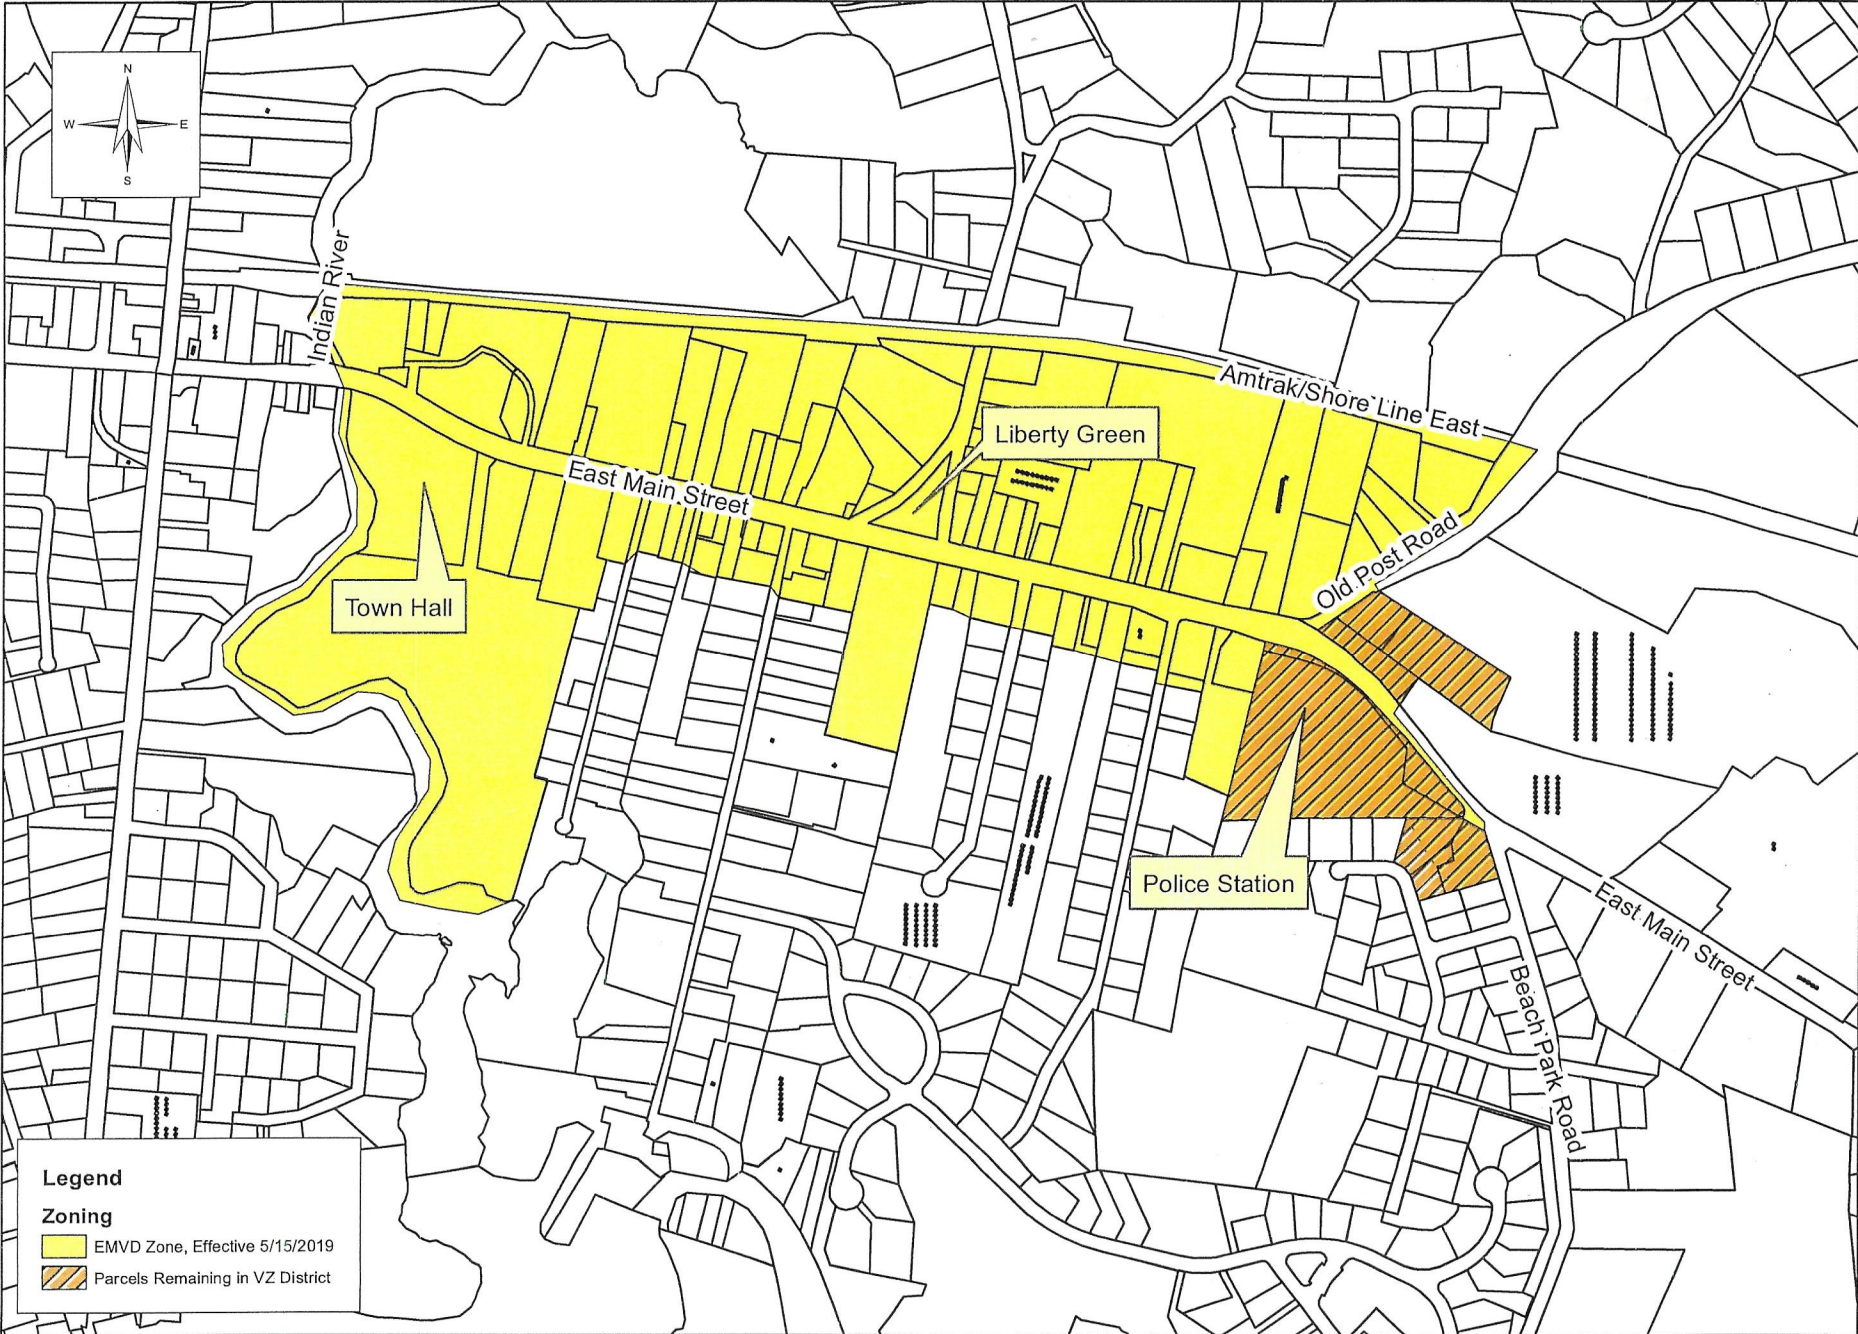 N
W E
S
Indian River
Amtrak/Shore Line East
Liberty Green
East Main Street
Old Post Road
Town Hall
Police Station
East Main Street
Beach Park Road
Legend
Zoning
EMVD Zone, Effective 5/15/2019
Parcels Remaining in VZ District